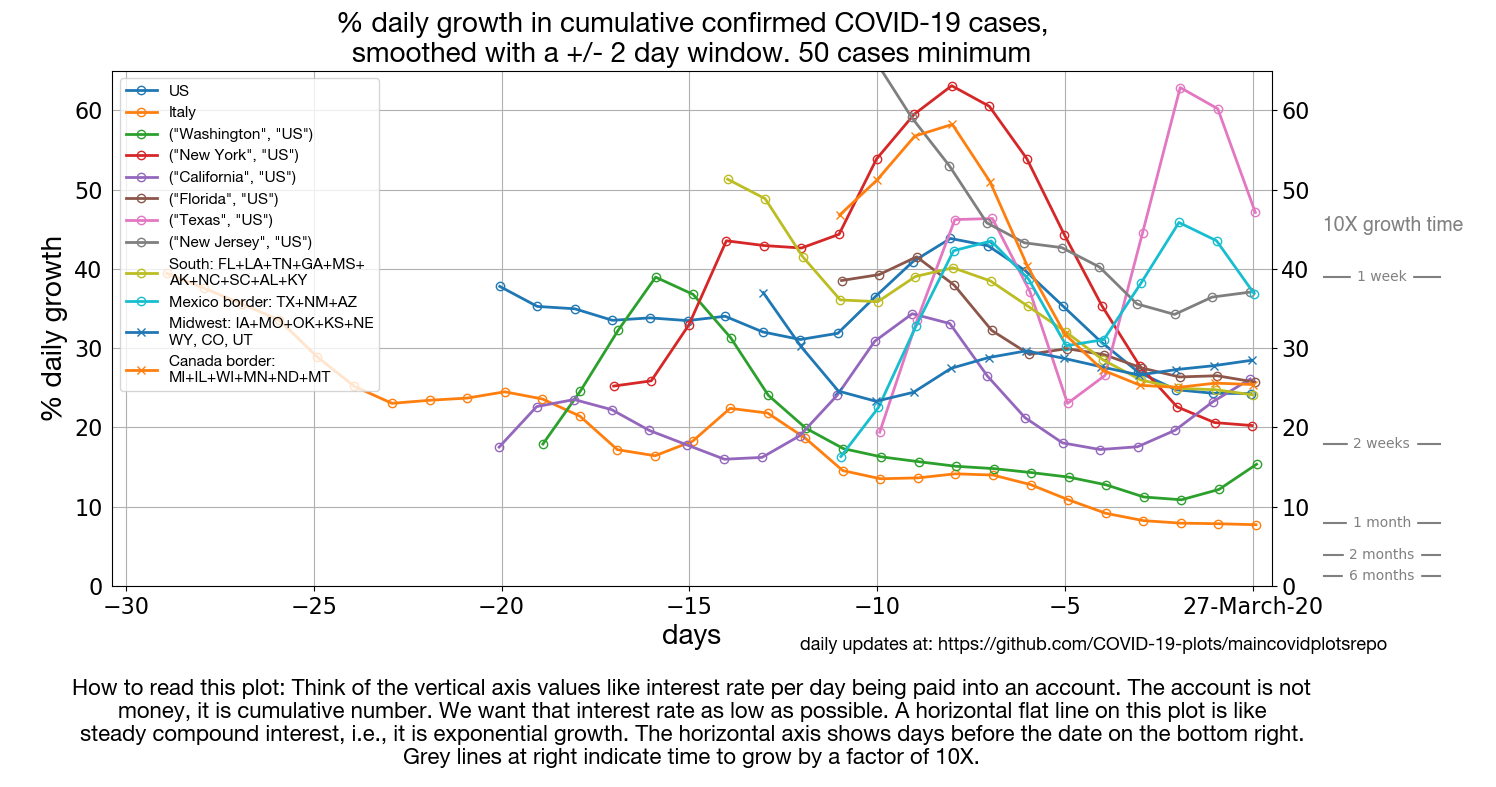 % daily growth in cumulative confirmed COVID-19 cases,
smoothed with a +/- 2 day window. 50 cases minimum
US
Italy
("Washington", "US")
("New York", "US")
("California", "US")
("Florida", "US")
("Texas", "US")
("New Jersey", "US")
South: FL+LA+TN+GA+MS+
AK+NC+SC+AL+KY
Mexico border: TX+NM+AZ
Midwest: IA+MO+OK+KS+NE
WY, CO, UT
Canada border:
MI+IL+WI+MN+ND+MT
% daily growth
60
50
40
30
20
10
0
60
50
40
30
20
10
0
10X growth time
1 week
2 weeks
1 month
2 months
6 months
−30
−25
−20
−15
−10
−5
27-March-20
days
daily updates at: https://github.com/COVID-19-plots/maincovidplotsrepo
How to read this plot: Think of the vertical axis values like interest rate per day being paid into an account. The account is not
money, it is cumulative number. We want that interest rate as low as possible. A horizontal flat line on this plot is like
steady compound interest, i.e., it is exponential growth. The horizontal axis shows days before the date on the bottom right.
Grey lines at right indicate time to grow by a factor of 10X.